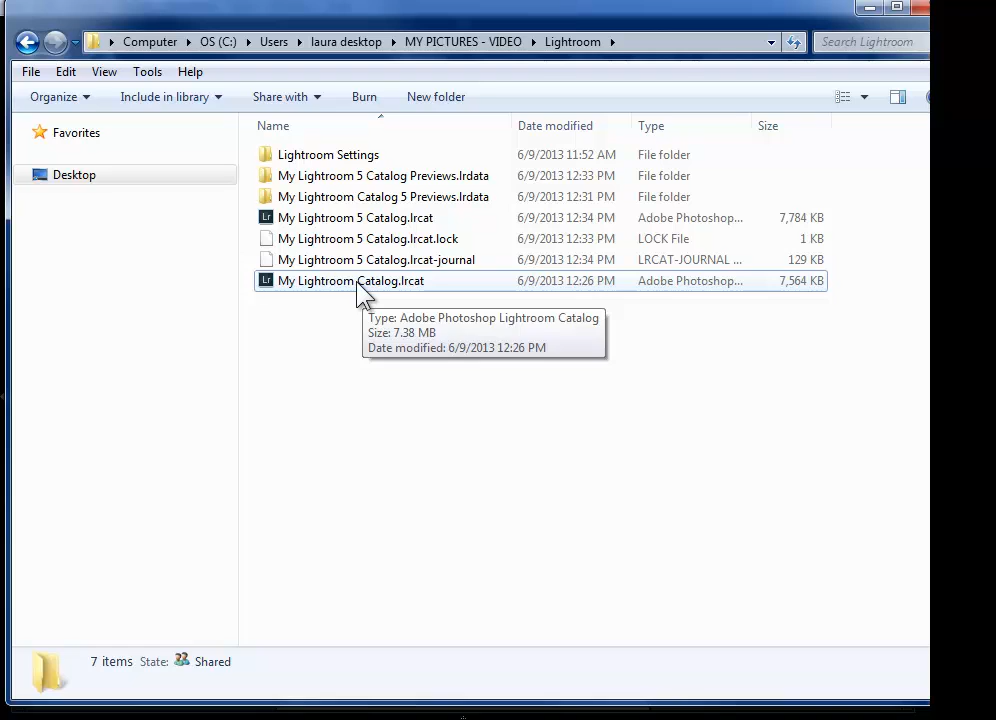 Computer OS (C:) Users laura desktop MY PICTURES - VIDEO Lightroom Search Lightroom
File Edit View Tools Help
Organize Include in library Share with Burn New folder
Name Date modified Type Size
Favorites
Desktop
Lightroom Settings 6/9/2013 11:52 AM File folder
My Lightroom 5 Catalog Previews.lrdata 6/9/2013 12:33 PM File folder
My Lightroom Catalog 5 Previews.lrdata 6/9/2013 12:31 PM File folder
Lr My Lightroom 5 Catalog.lrcat 6/9/2013 12:34 PM Adobe Photoshop... 7,784 KB
My Lightroom 5 Catalog.lrcat.lock 6/9/2013 12:33 PM LOCK File 1 KB
My Lightroom 5 Catalog.lrcat-journal 6/9/2013 12:34 PM LRCAT-JOURNAL ... 129 KB
Lr My Lightroom Catalog.lrcat 6/9/2013 12:26 PM Adobe Photoshop... 7,564 KB
Type: Adobe Photoshop Lightroom Catalog
Size: 7.38 MB
Date modified: 6/9/2013 12:26 PM
7 items State: Shared